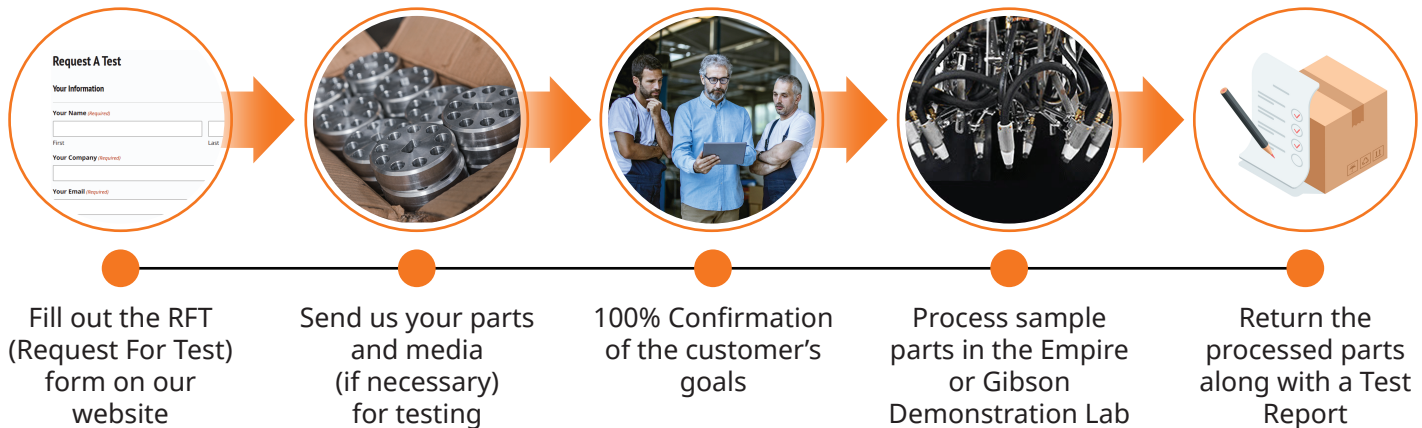 Request A Test
Your Information
Your Name (Required)
First
Last
Your Company (Required)
Your Email (Required)
Fill out the RFT
(Request For Test)
form on our
website
Send us your parts
and media
(if necessary)
for testing
100% Confirmation
of the customer’s
goals
Process sample
parts in the Empire
or Gibson
Demonstration Lab
Return the
processed parts
along with a Test
Report